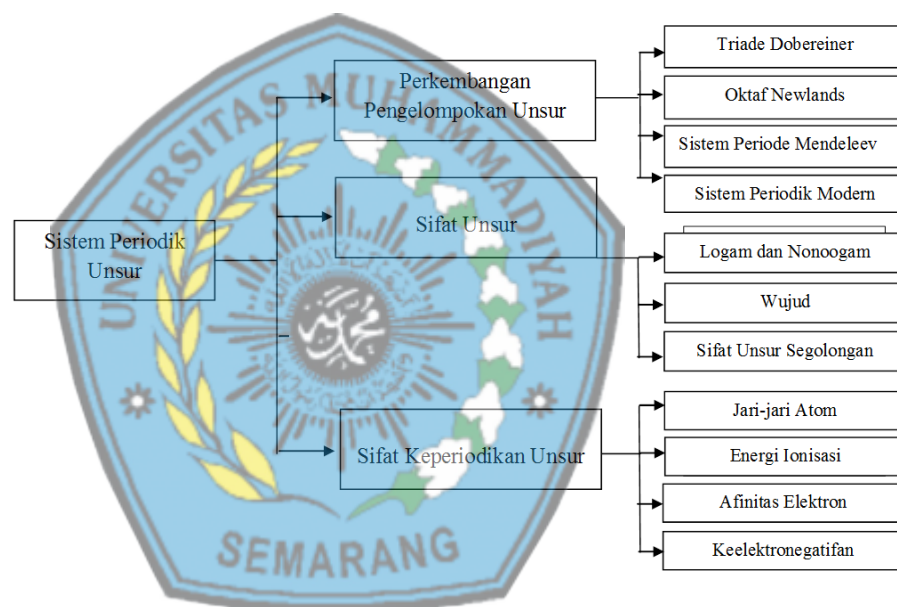 Sistem Periodik
Unsur
Perkembangan
Pengelompokan Unsur
Triade Dobereiner
Oktaf Newlands
Sistem Periode Mendeleev
Sistem Periodik Modern
Sifat Unsur
Logam dan Nonoogam
Wujud
Sifat Unsur Segolongan
Sifat Keperiodikan Unsur
Jari-jari Atom
Energi Ionisasi
Afinitas Elektron
Keelektronegatifan
UNIVERSITAS MUHAMMADIYAH
SEMARANG
محمدية